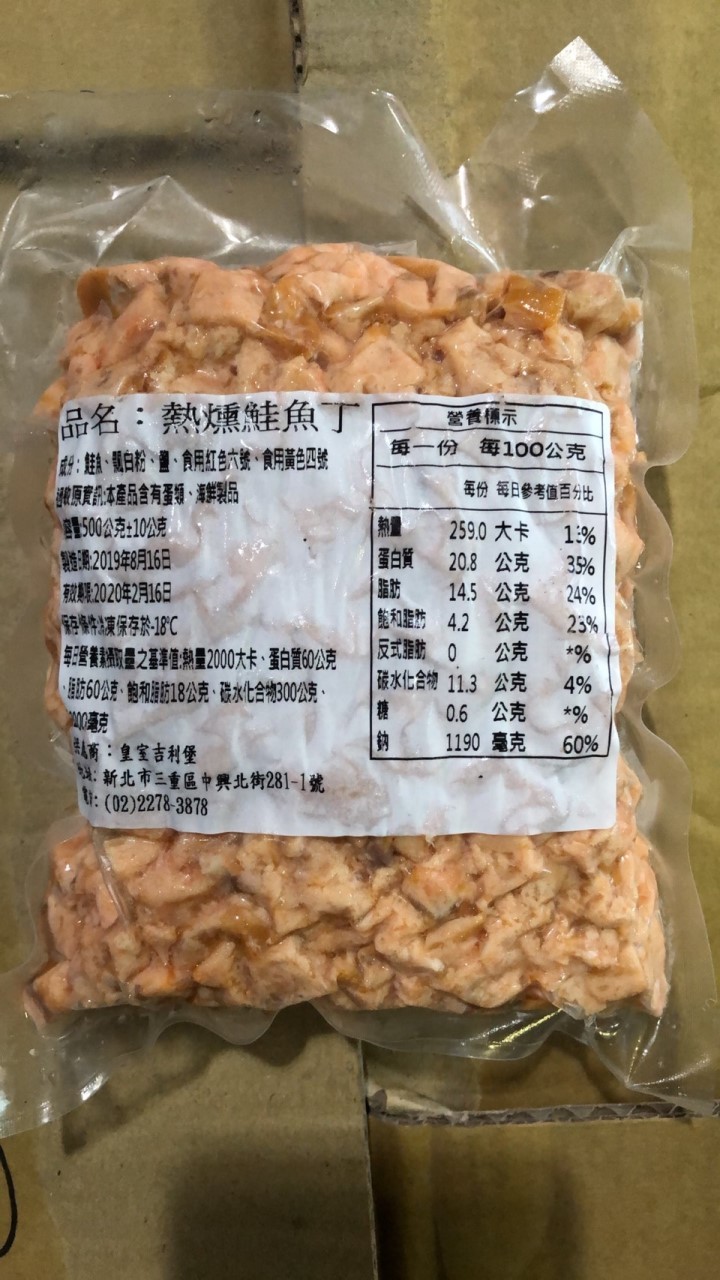 品名：熱燻鮭魚丁
成份：鮭魚、飄白粉、鹽、食用紅色六號、食用黃色四號
過敏原資訊:本產品含有蛋類、海鮮製品
容量:500公克±10公克
製造日期:2019年8月16日
有效期限:2020年2月16日
保存條件:冷凍保存於-18℃
每日營養素攝取量之基準值:熱量2000大卡、蛋白質60公克
、脂肪60公克、飽和脂肪18公克、碳水化合物300公克、
毫克
皇室吉利堡
新北市三重區中興北街281-1號
(02)2278-3878
營養標示
每一份 每100公克
每份 每日參考值百分比
熱量 259.0 大卡
蛋白質 20.8 公克 35%
脂肪 14.5 公克 24%
飽和脂肪 4.2 公克 23%
反式脂肪 0 公克 *%
碳水化合物 11.3 公克 4%
糖 0.6 公克 *%
鈉 1190 毫克 60%